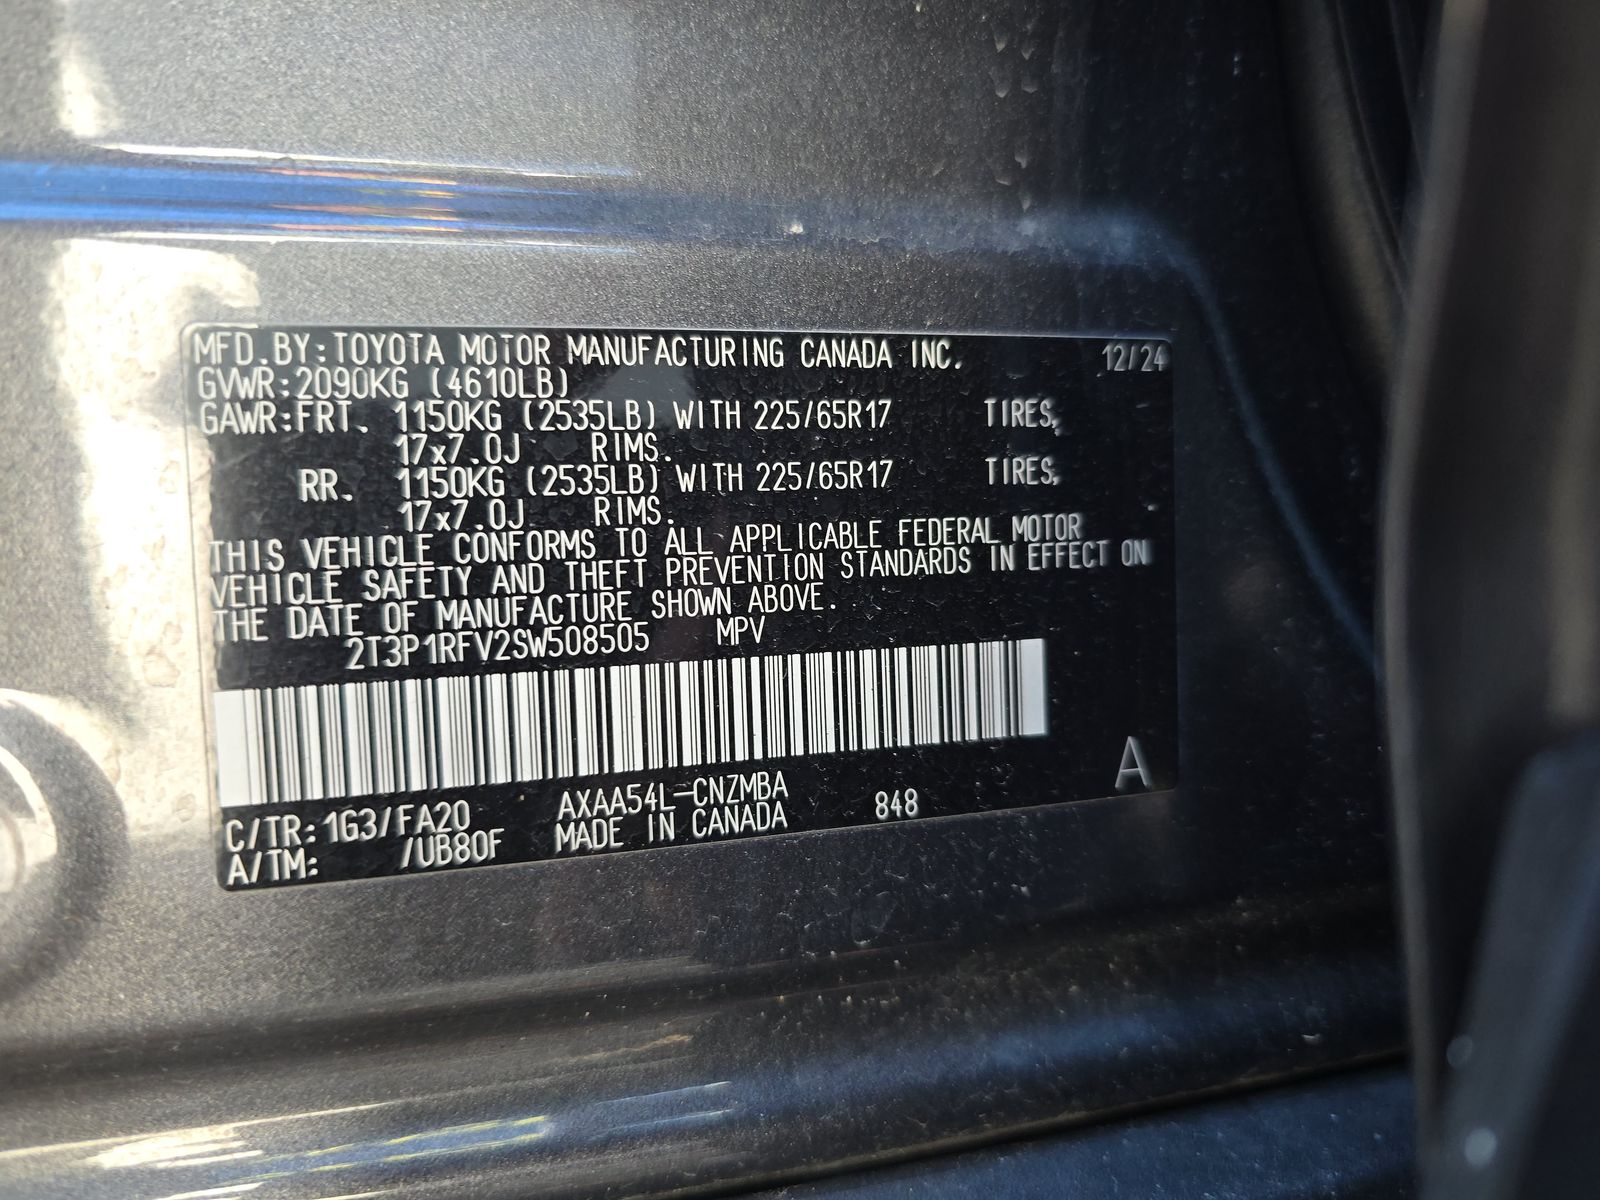 MFD.BY:TOYOTA MOTOR MANUFACTURING CANADA INC. 12/24
GVWR:2090KG (4610LB)
GAWR:FRT. 1150KG (2535LB) WITH 225/65R17 TIRES,
17x7.0J RIMS.
RR. 1150KG (2535LB) WITH 225/65R17 TIRES,
17x7.0J RIMS.
THIS VEHICLE CONFORMS TO ALL APPLICABLE FEDERAL MOTOR
VEHICLE SAFETY AND THEFT PREVENTION STANDARDS IN EFFECT ON
THE DATE OF MANUFACTURE SHOWN ABOVE.
2T3P1RFV2SW508505 MPV
A
C/TR:1G3/FA20 AXAA54L-CNZMBA 848
A/TM: /UB80F MADE IN CANADA